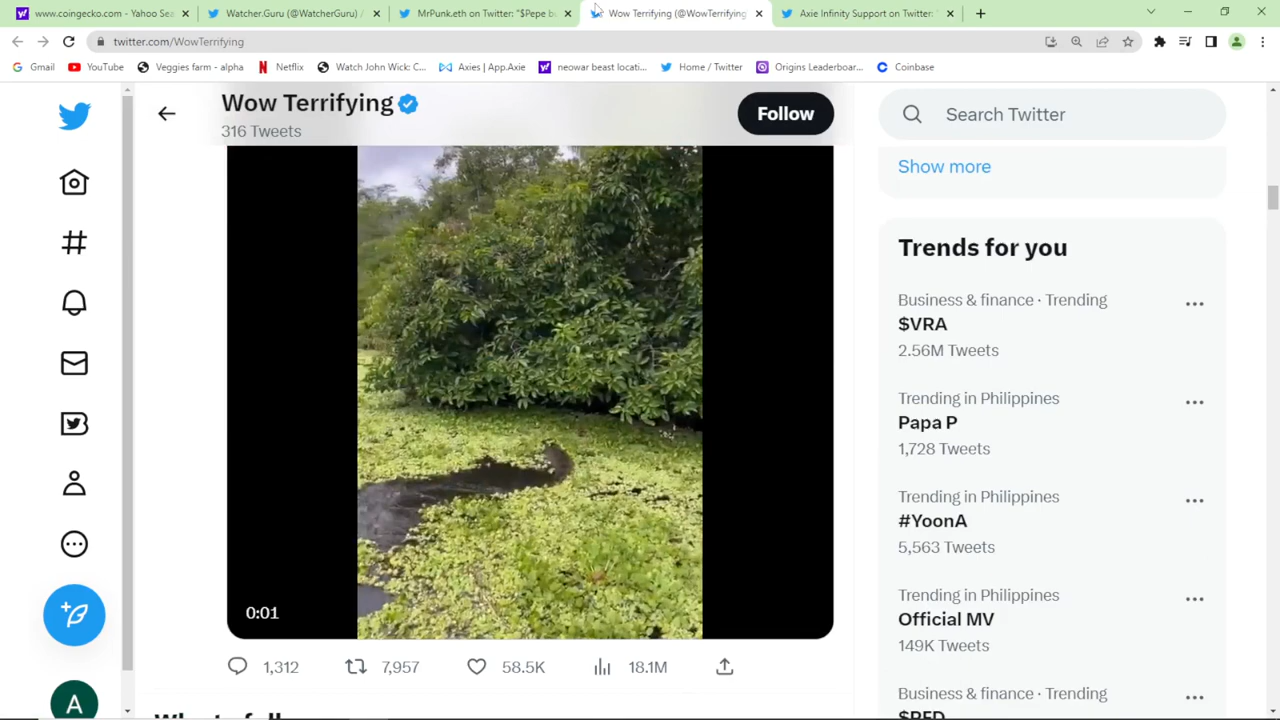 www.coingecko.com - Yahoo Sea
Watcher.Guru (@WatcherGuru) /
MrPunk.eth on Twitter: "$Pepe b
Wow Terrifying (@WowTerrifying
Axie Infinity Support on Twitter:
twitter.com/WowTerrifying
Gmail
YouTube
Veggies farm - alpha
Netflix
Watch John Wick: C...
Axies | App.Axie
neowar beast locati...
Home / Twitter
Origins Leaderboar...
Coinbase
Wow Terrifying
316 Tweets
Follow
Search Twitter
Show more
Trends for you
Business & finance · Trending
$VRA
2.56M Tweets
Trending in Philippines
Papa P
1,728 Tweets
Trending in Philippines
#YoonA
5,563 Tweets
Trending in Philippines
Official MV
149K Tweets
Business & finance · Trending
0:01
1,312
7,957
58.5K
18.1M
A